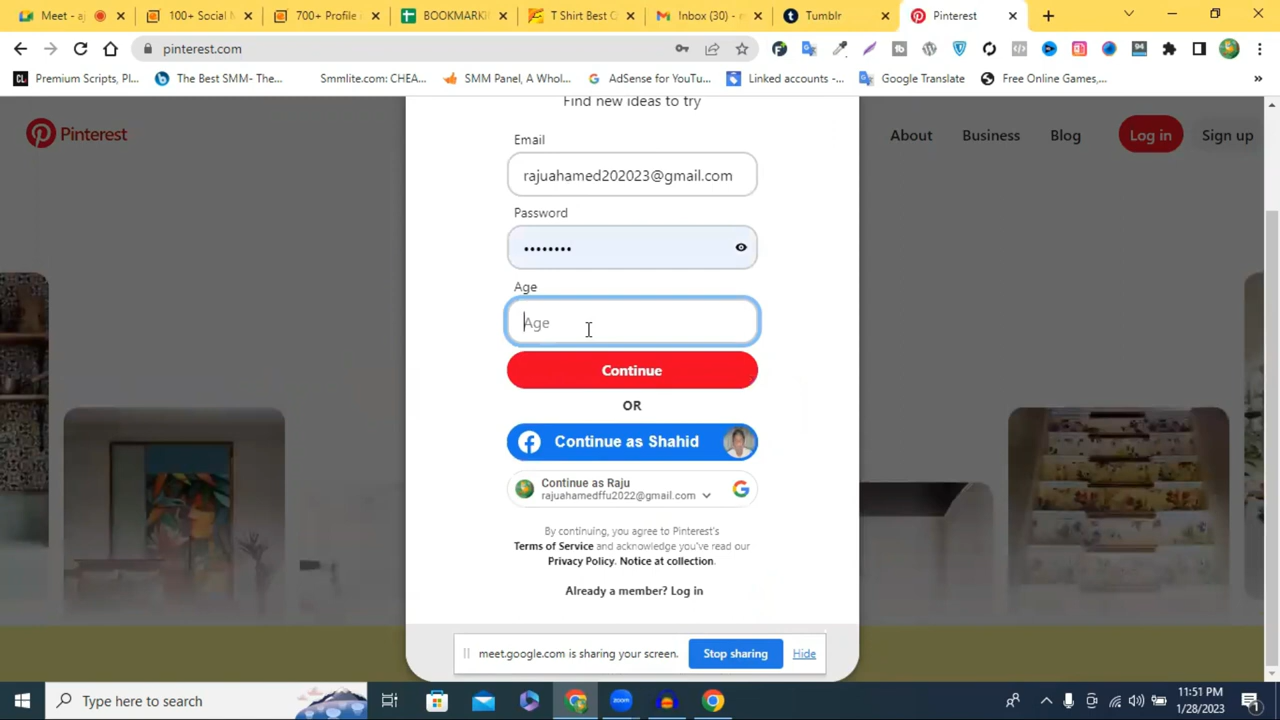 Meet - aj
100+ Social M
700+ Profile
BOOKMARKI
T Shirt Best C
Inbox (30) - m
Tumblr
Pinterest
pinterest.com
Premium Scripts, Pl...
The Best SMM- The...
Smmlite.com: CHEA...
SMM Panel, A Whol...
AdSense for YouTu...
Linked accounts -...
Google Translate
Free Online Games,...
Pinterest
About
Business
Blog
Log in
Sign up
Find new ideas to try
Email
rajuahamed202023@gmail.com
Password
Age
Age
Continue
OR
Continue as Shahid
Continue as Raju
rajuahamedffu2022@gmail.com
By continuing, you agree to Pinterest's
Terms of Service and acknowledge you've read our
Privacy Policy. Notice at collection.
Already a member? Log in
meet.google.com is sharing your screen.
Stop sharing
Hide
Type here to search
zoom
11:51 PM
1/28/2023